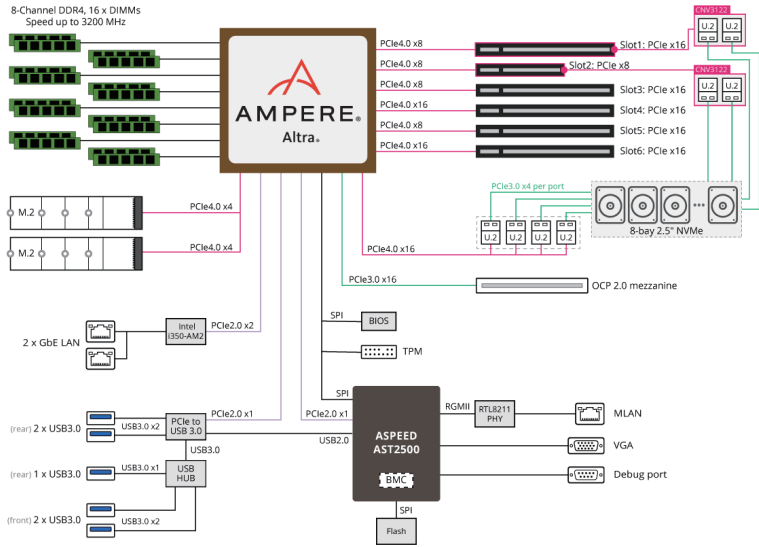 8-Channel DDR4, 16 x DIMMs
Speed up to 3200 MHz
AMPERE®
Altra®
PCIe4.0 x8
PCIe4.0 x8
PCIe4.0 x8
PCIe4.0 x16
PCIe4.0 x8
PCIe4.0 x16
Slot1: PCIe x16
Slot2: PCIe x8
Slot3: PCIe x16
Slot4: PCIe x16
Slot5: PCIe x16
Slot6: PCIe x16
CNV3122
U.2
U.2
CNV3122
U.2
U.2
PCIe3.0 x4 per port
U.2
U.2
U.2
U.2
8-bay 2.5" NVMe
M.2
PCIe4.0 x4
M.2
PCIe4.0 x4
PCIe4.0 x16
PCIe3.0 x16
OCP 2.0 mezzanine
2 x GbE LAN
Intel
i350-AM2
PCIe2.0 x2
SPI
BIOS
TPM
SPI
PCIe2.0 x1
PCIe2.0 x1
(rear) 2 x USB3.0
USB3.0 x2
PCIe to
USB 3.0
USB2.0
USB3.0
(rear) 1 x USB3.0
USB3.0 x1
USB
HUB
(front) 2 x USB3.0
USB3.0 x2
ASPEED
AST2500
BMC
RGMII
RTL8211
PHY
MLAN
VGA
Debug port
SPI
Flash